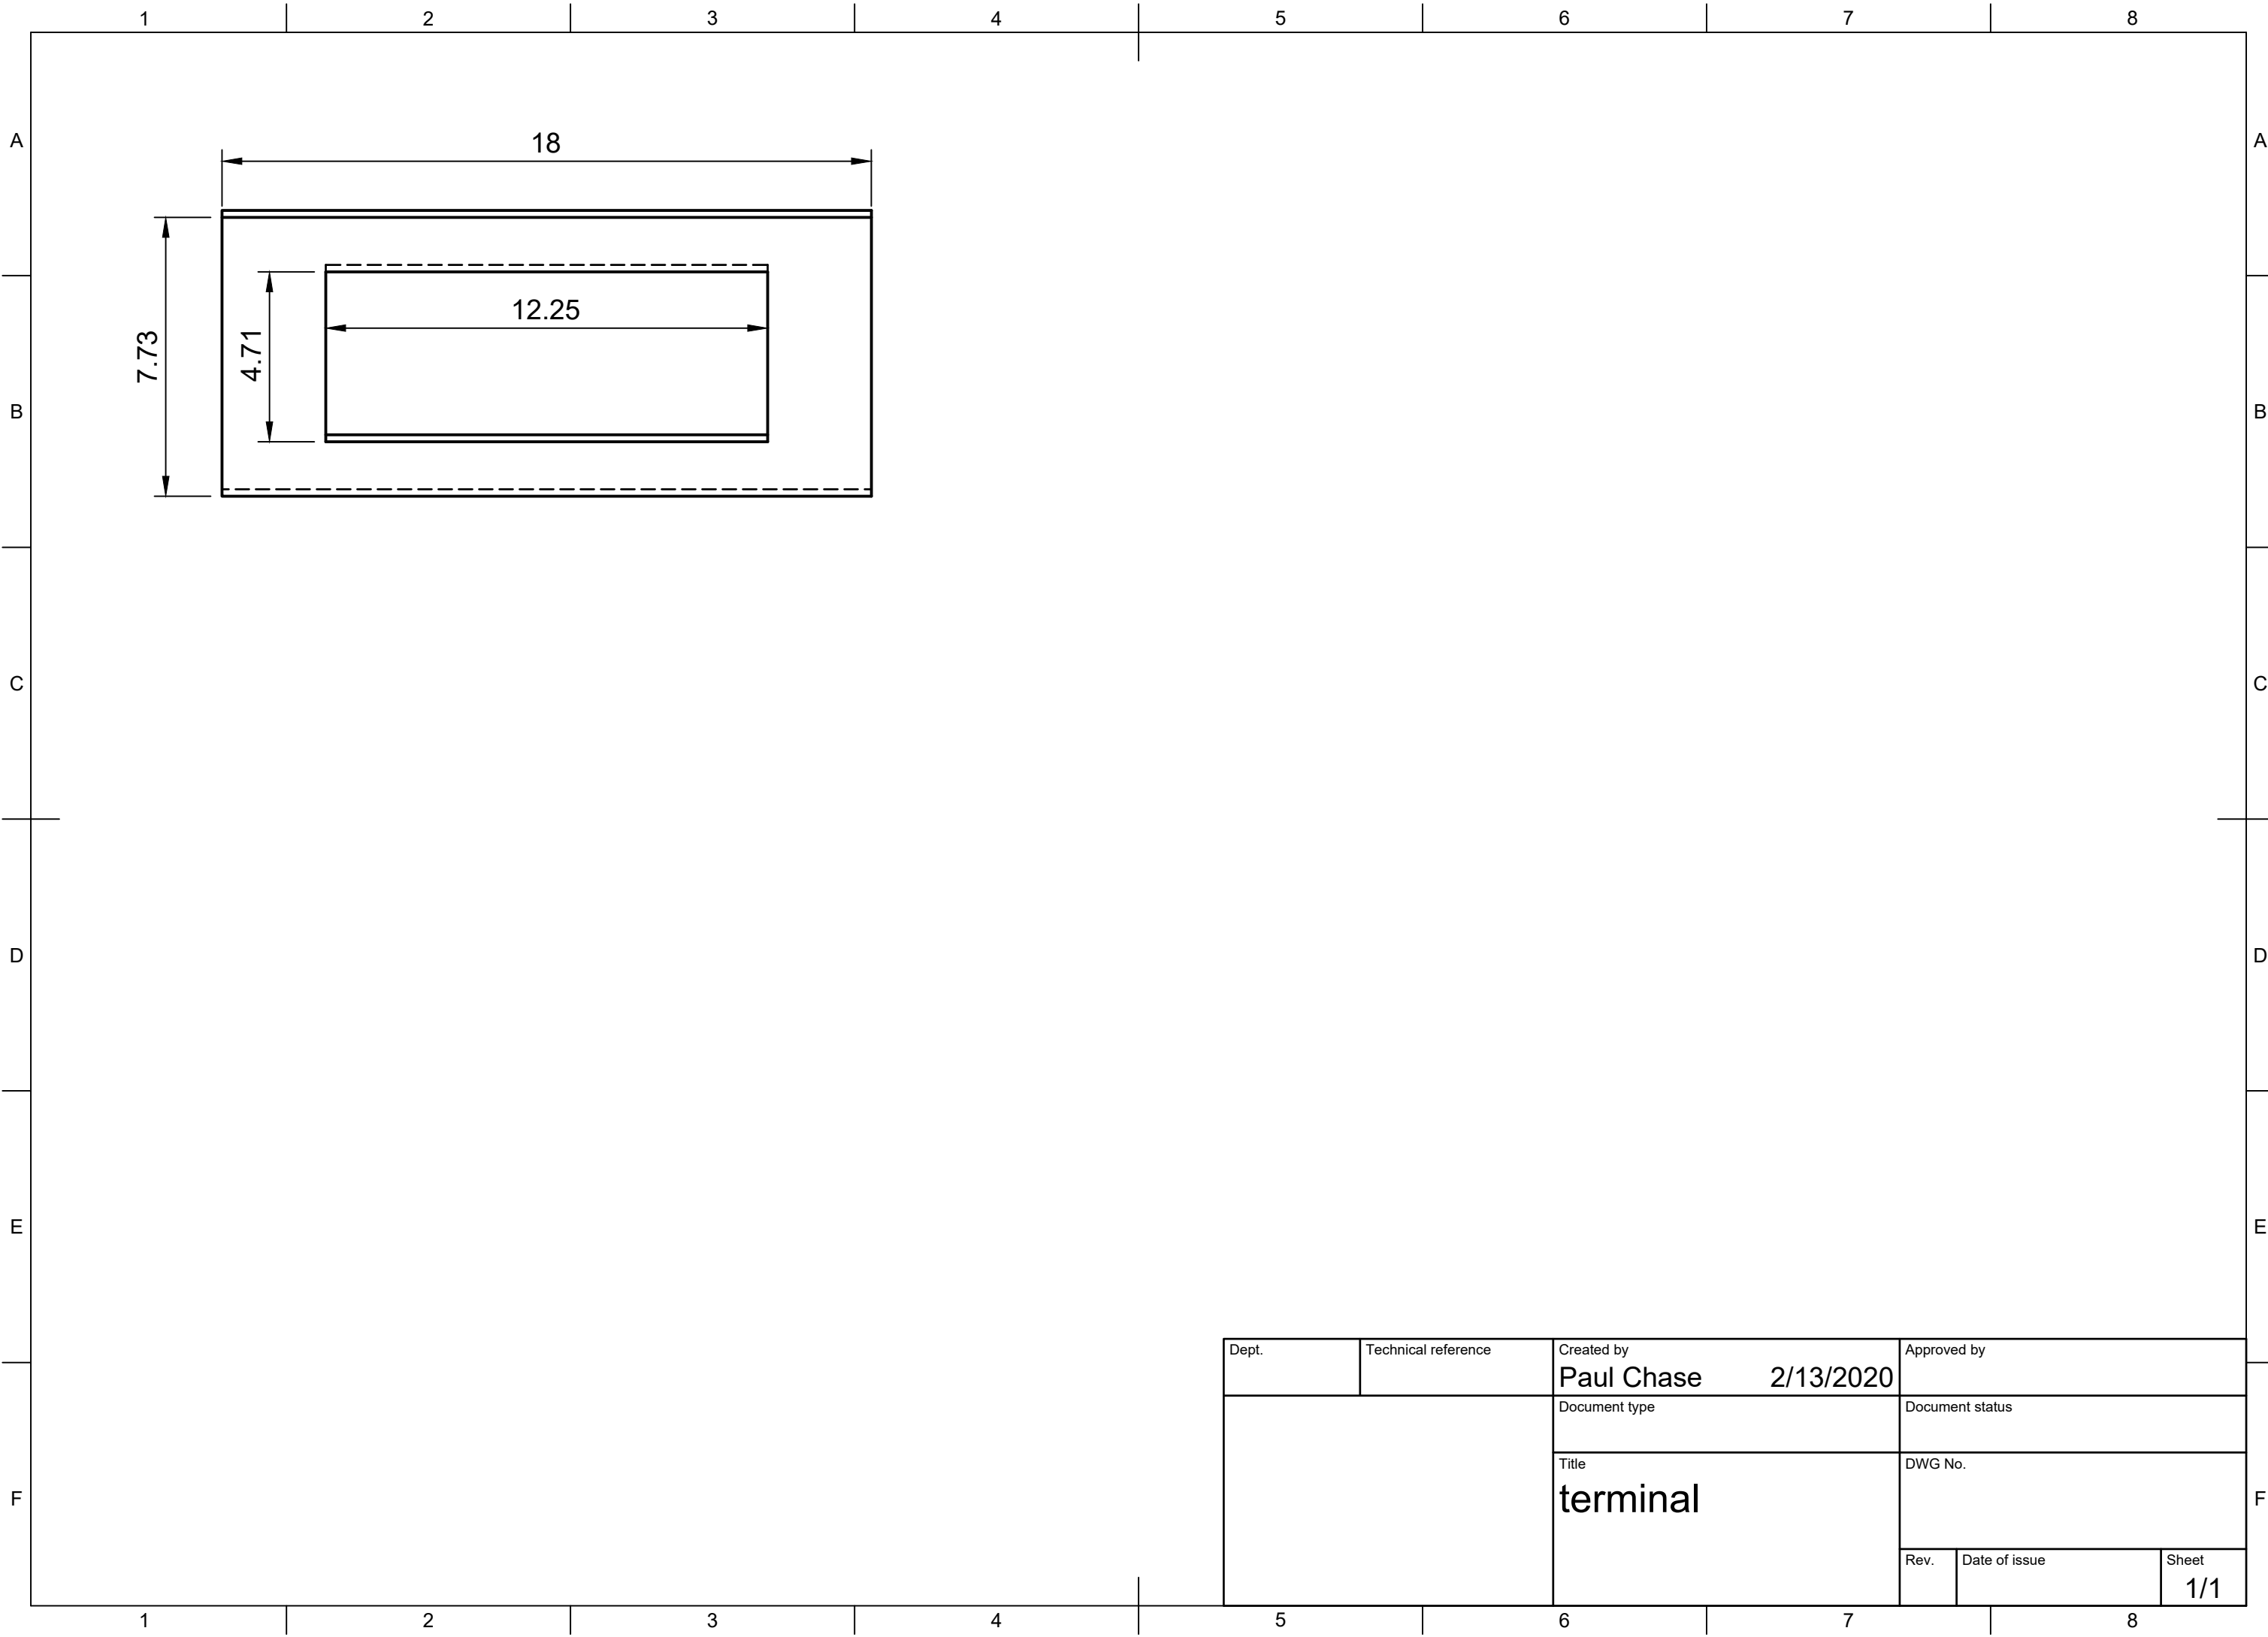 1 2 3 4 5 6 7 8
A A
18
12.25
7.73
4.71
B B
C C
D D
E E
Dept. Technical reference Created by Approved by
Paul Chase 2/13/2020
Document type Document status
Title DWG No.
terminal
F F
Rev. Date of issue Sheet
1/1
1 2 3 4 5 6 7 8